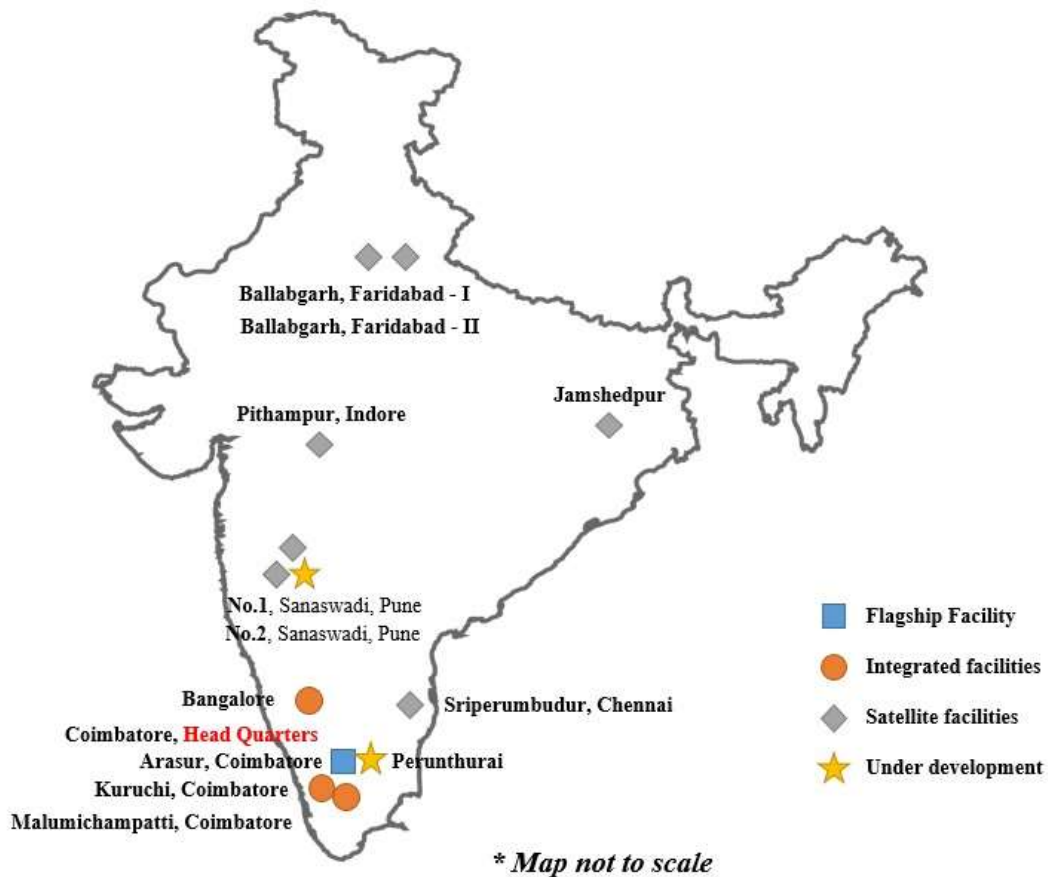 Ballabgarh, Faridabad - I
Ballabgarh, Faridabad - II
Jamshedpur
Pithampur, Indore
No.1, Sanaswadi, Pune
No.2, Sanaswadi, Pune
Flagship Facility
Integrated facilities
Bangalore
Sriperumbudur, Chennai
Satellite facilities
Coimbatore, Head Quarters
Arasur, Coimbatore
Perunthurai
Under development
Kuruchi, Coimbatore
Malumichampatti, Coimbatore
* Map not to scale